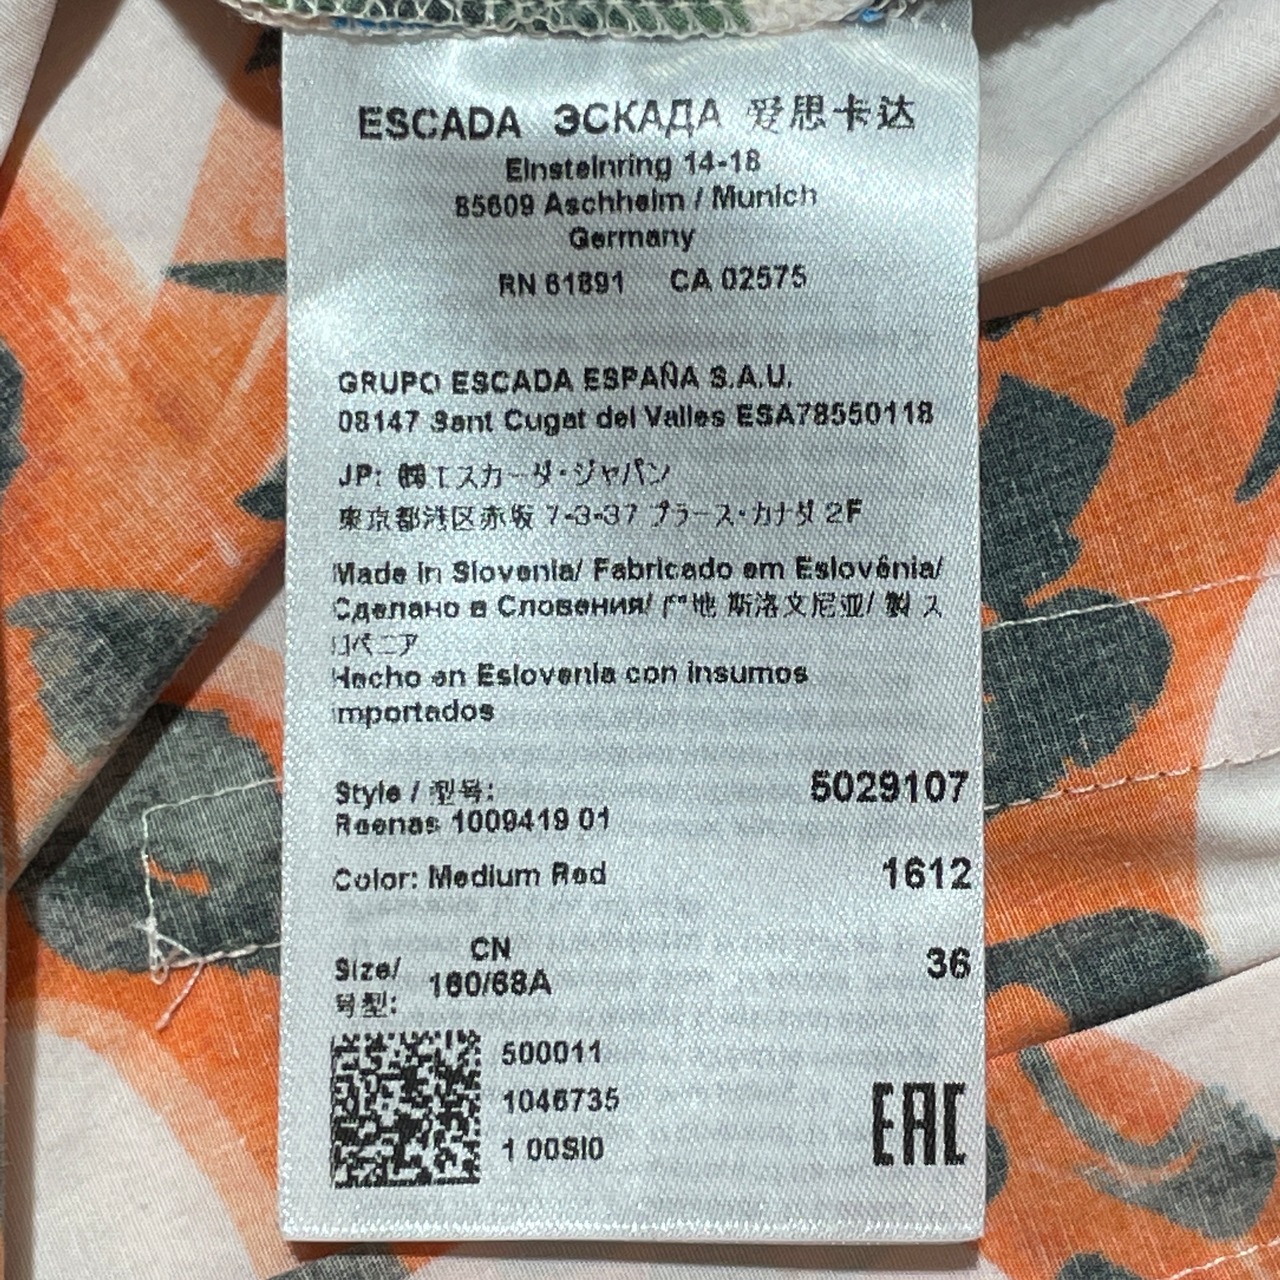 ESCADA ЭСКАДА 爱思卡达
Einsteinring 14-18
85609 Aschheim / Munich
Germany
RN 61891 CA 02575
GRUPO ESCADA ESPAÑA S.A.U.
08147 Sant Cugat del Valles ESA78550118
JP: ㈱エスカーダ・ジャパン
東京都港区赤坂 7-3-37 プラース・カナダ 2F
Made in Slovenia/ Fabricado em Eslovênia/
Сделано в Словения/ 产地 斯洛文尼亚/ 製 ス
ロベニア
Hecho en Eslovenia con insumos
importados
Style / 型号: 5029107
Reenas 1009419 01
Color: Medium Red 1612
CN
Size/ 160/68A 36
号型:
500011
1046735
1 00SI0
EAC